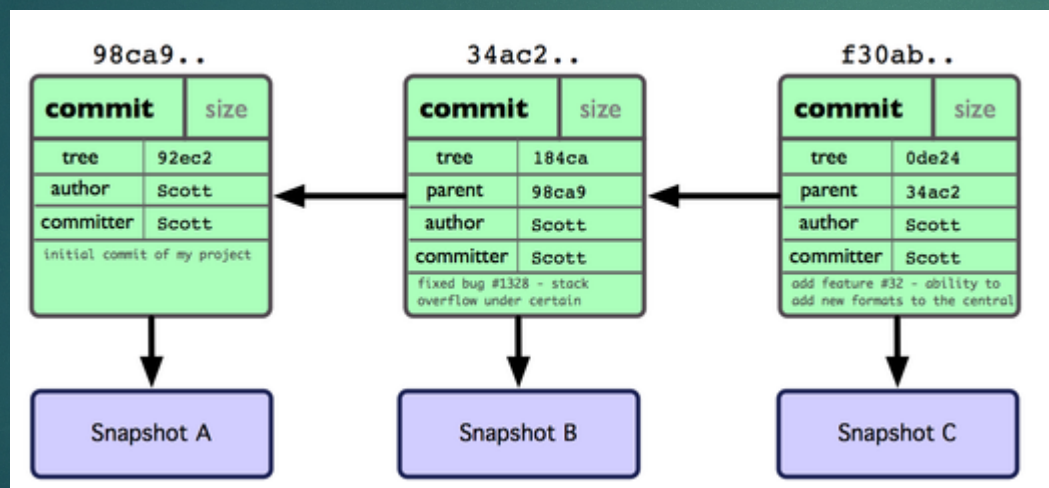 98ca9..
34ac2..
f30ab..
commit size
tree 92ec2
author Scott
committer Scott
initial commit of my project
commit size
tree 184ca
parent 98ca9
author Scott
committer Scott
fixed bug #1328 - stack
overflow under certain
commit size
tree 0de24
parent 34ac2
author Scott
committer Scott
add feature #32 - ability to
add new formats to the central
Snapshot A
Snapshot B
Snapshot C